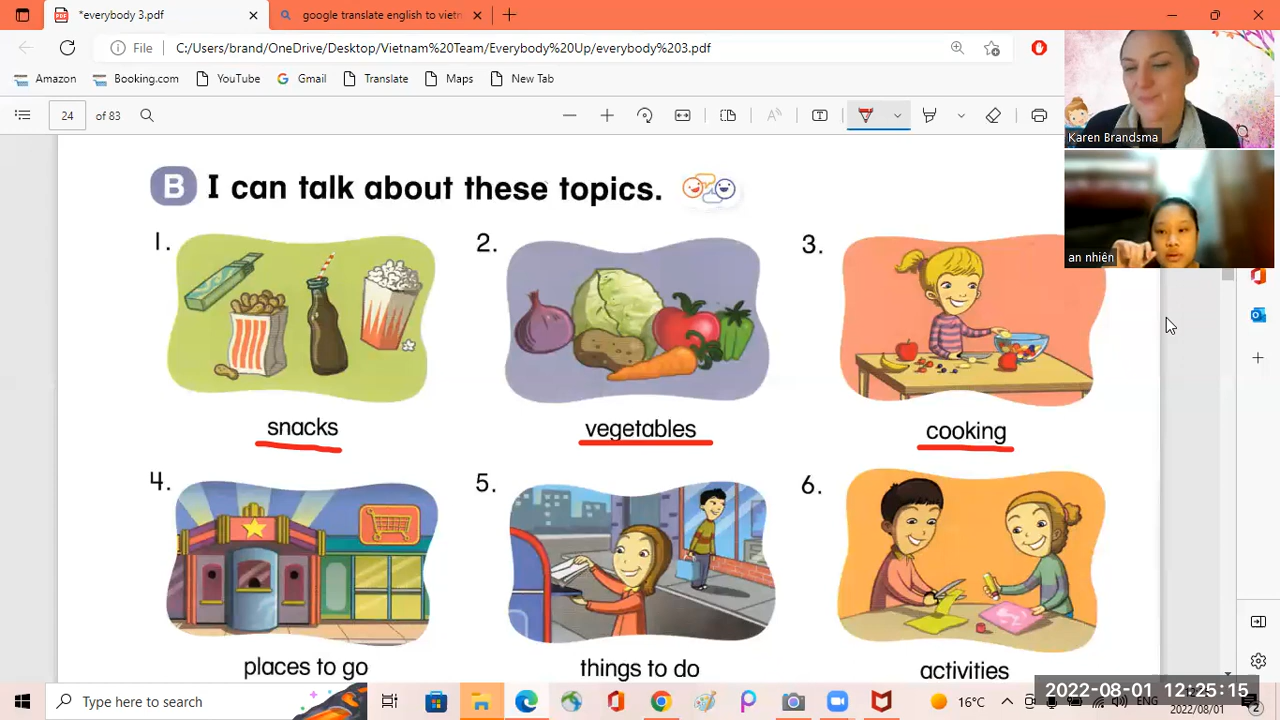 *everybody 3.pdf
google translate english to vietn
File
C:/Users/brand/OneDrive/Desktop/Vietnam%20Team/Everybody%20Up/everybody%203.pdf
Amazon
Booking.com
YouTube
Gmail
Translate
Maps
New Tab
24 of 83
Karen Brandsma
an nhiên
B I can talk about these topics.
1.
2.
3.
snacks
vegetables
cooking
4.
5.
6.
places to go
things to do
activities
Type here to search
16°C
ENG
2022-08-01 12:25:15
2022/08/01
2